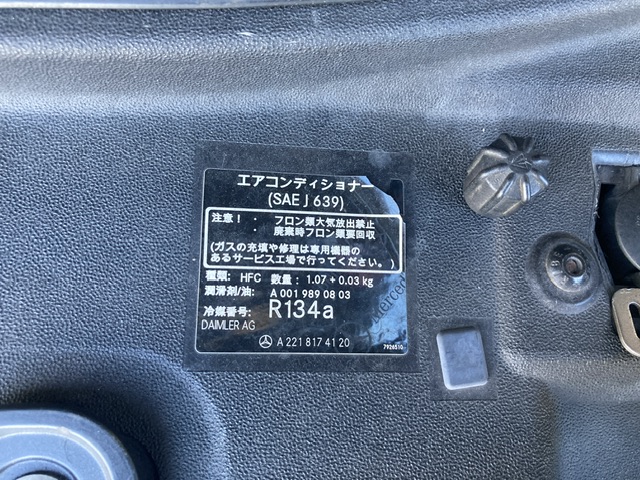 エアコンディショナー
(SAE J 639)
注意! ・ フロン類大気放出禁止
・ 廃棄時フロン類要回収
(ガスの充填や修理は専用機器の
あるサービス工場で行ってください。)
種類: HFC 数量: 1.07 + 0.03 kg
潤滑剤/油: A 001 989 08 03
冷媒番号: R134a
DAIMLER AG
A 221 817 41 20
7926510